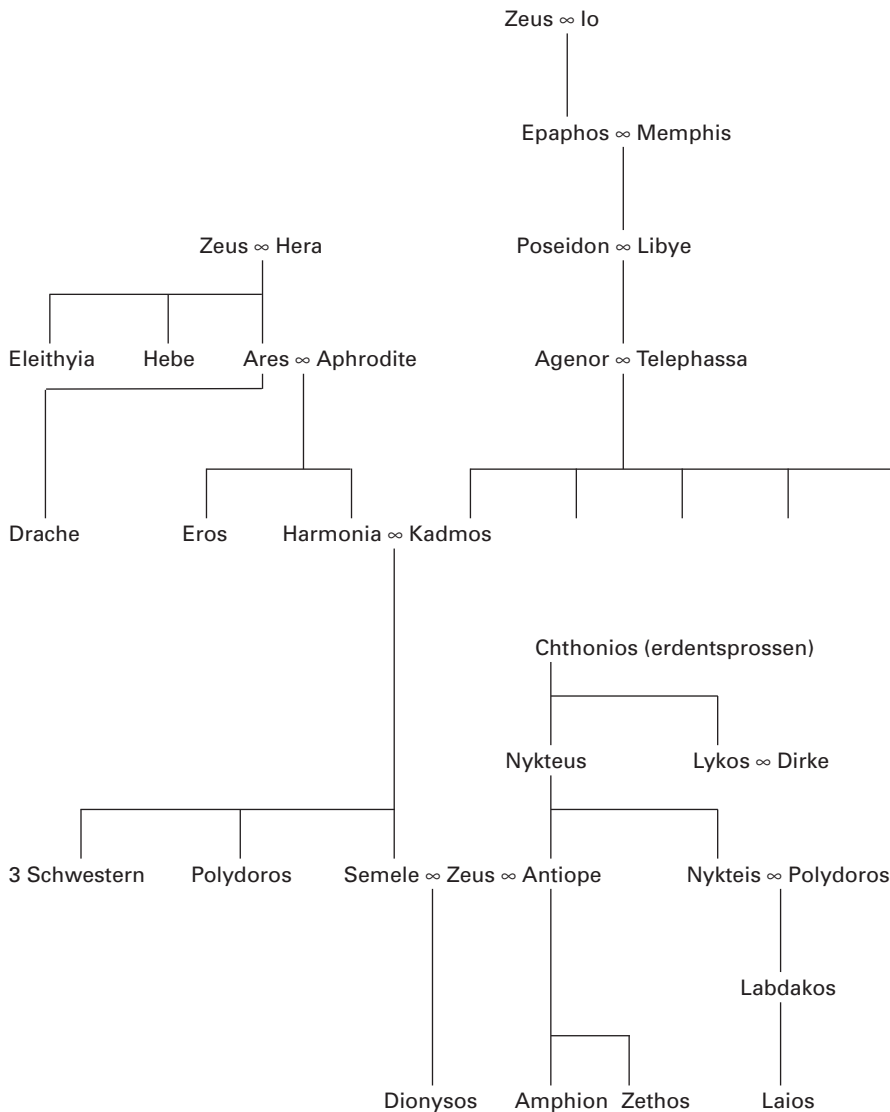 Zeus ∞ Io
Epaphos ∞ Memphis
Zeus ∞ Hera Poseidon ∞ Libye
Eleithyia Hebe Ares ∞ Aphrodite Agenor ∞ Telephassa
Drache Eros Harmonia ∞ Kadmos
Chthonios (erdentsprossen)
Nykteus Lykos ∞ Dirke
3 Schwestern Polydoros Semele ∞ Zeus ∞ Antiope Nykteis ∞ Polydoros
Labdakos
Dionysos Amphion Zethos Laios